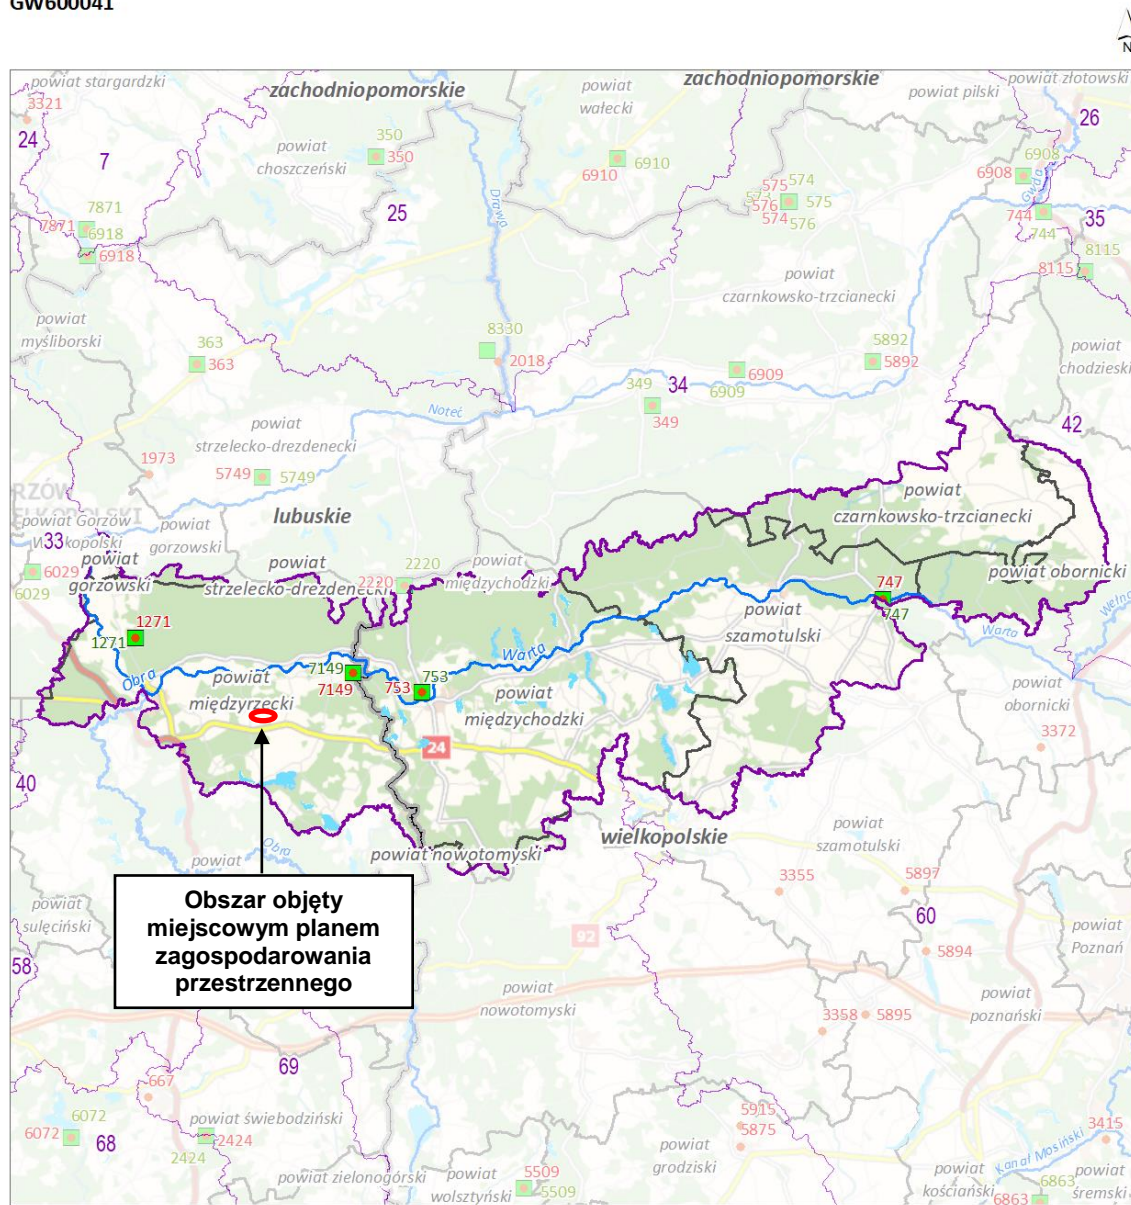 GW600041
N
powiat stargardzki
zachodniopomorskie
powiat
wałecki
zachodniopomorskie
powiat złotowski
powiat pilski
3321
24
7
powiat
choszczeński
350
350
6910
6910
26
6908
6908
Gwda
25
Drawa
575
574
576
575
574
576
744
744
35
7871
7871
6918
6918
8115
8115
powiat
myśliborski
powiat
czarnkowsko-trzcianecki
363
363
8330
2018
5892
5892
powiat
chodzieski
349
34
6909
6909
349
Noteć
42
powiat
strzelecko-drezdenecki
1973
5749
5749
lubuskie
powiat
czarnkowsko-trzcianecki
powiat Gorzów
powiat
gorzowski
33
powiat
gorzowski
6029
6029
powiat
strzelecko-drezdenecki
2220
2220
powiat
międzychodzki
powiat obornicki
747
747
Wełna
1271
1271
powiat
szamotulski
Warta
Warta
Obra
powiat
międzyrzecki
7149
7149
753
753
powiat
międzychodzki
powiat
obornicki
24
3372
40
Obra
powiat
powiat nowotomyski
wielkopolskie
powiat
szamotulski
Obszar objęty
miejscowym planem
zagospodarowania
przestrzennego
powiat
sulęciński
3355
5897
60
92
5894
powiat
Poznań
58
powiat
nowotomyski
powiat
poznański
3358
5895
69
667
6072
6072
68
powiat świebodziński
2424
2424
5915
5875
powiat
grodziski
3415
Kanał Mosiński
powiat zielonogórski
powiat
wolsztyński
5509
5509
powiat
kościański
6863
6863
powiat
śremski